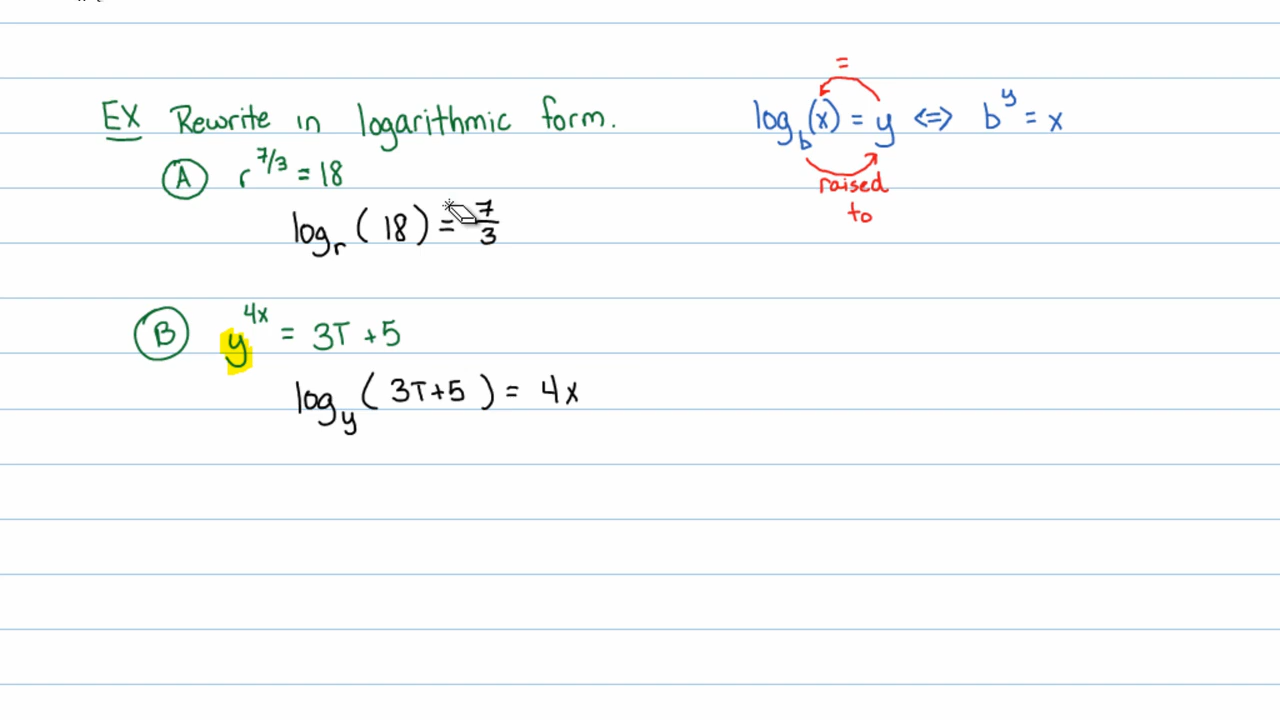 EX Rewrite in logarithmic form.
log_b(x) = y ⇔ b^y = x
=
raised
to
A r^7/3 = 18
log_r(18) = 7/3
B y^4x = 3T + 5
log_y(3T+5) = 4x